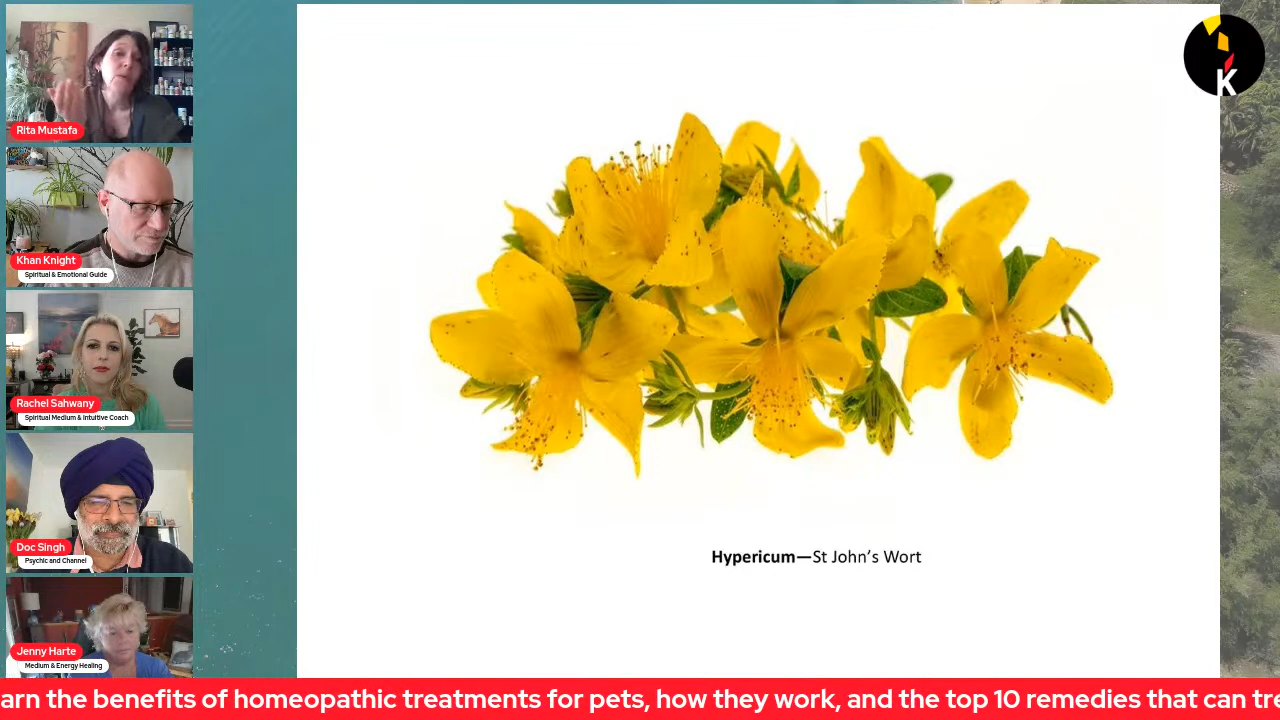 Rita Mustafa
Khan Knight
Spiritual & Emotional Guide
Rachel Sahwany
Spiritual Medium & Intuitive Coach
Doc Singh
Psychic and Channel
Jenny Harte
Medium & Energy Healing
K
Hypericum—St John's Wort
arn the benefits of homeopathic treatments for pets, how they work, and the top 10 remedies that can tre